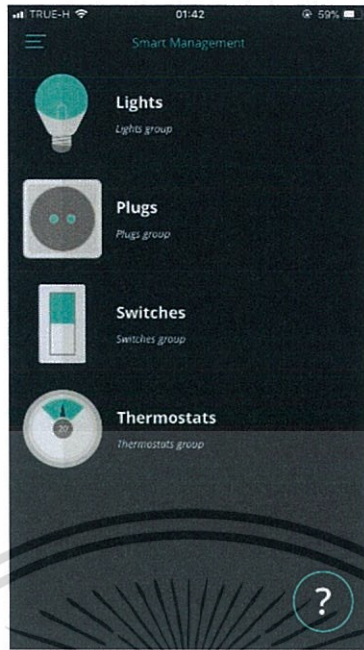 TRUE-H 01:42 59%
Smart Management
Lights
Lights group
Plugs
Plugs group
Switches
Switches group
20°
Thermostats
Thermostats group
?